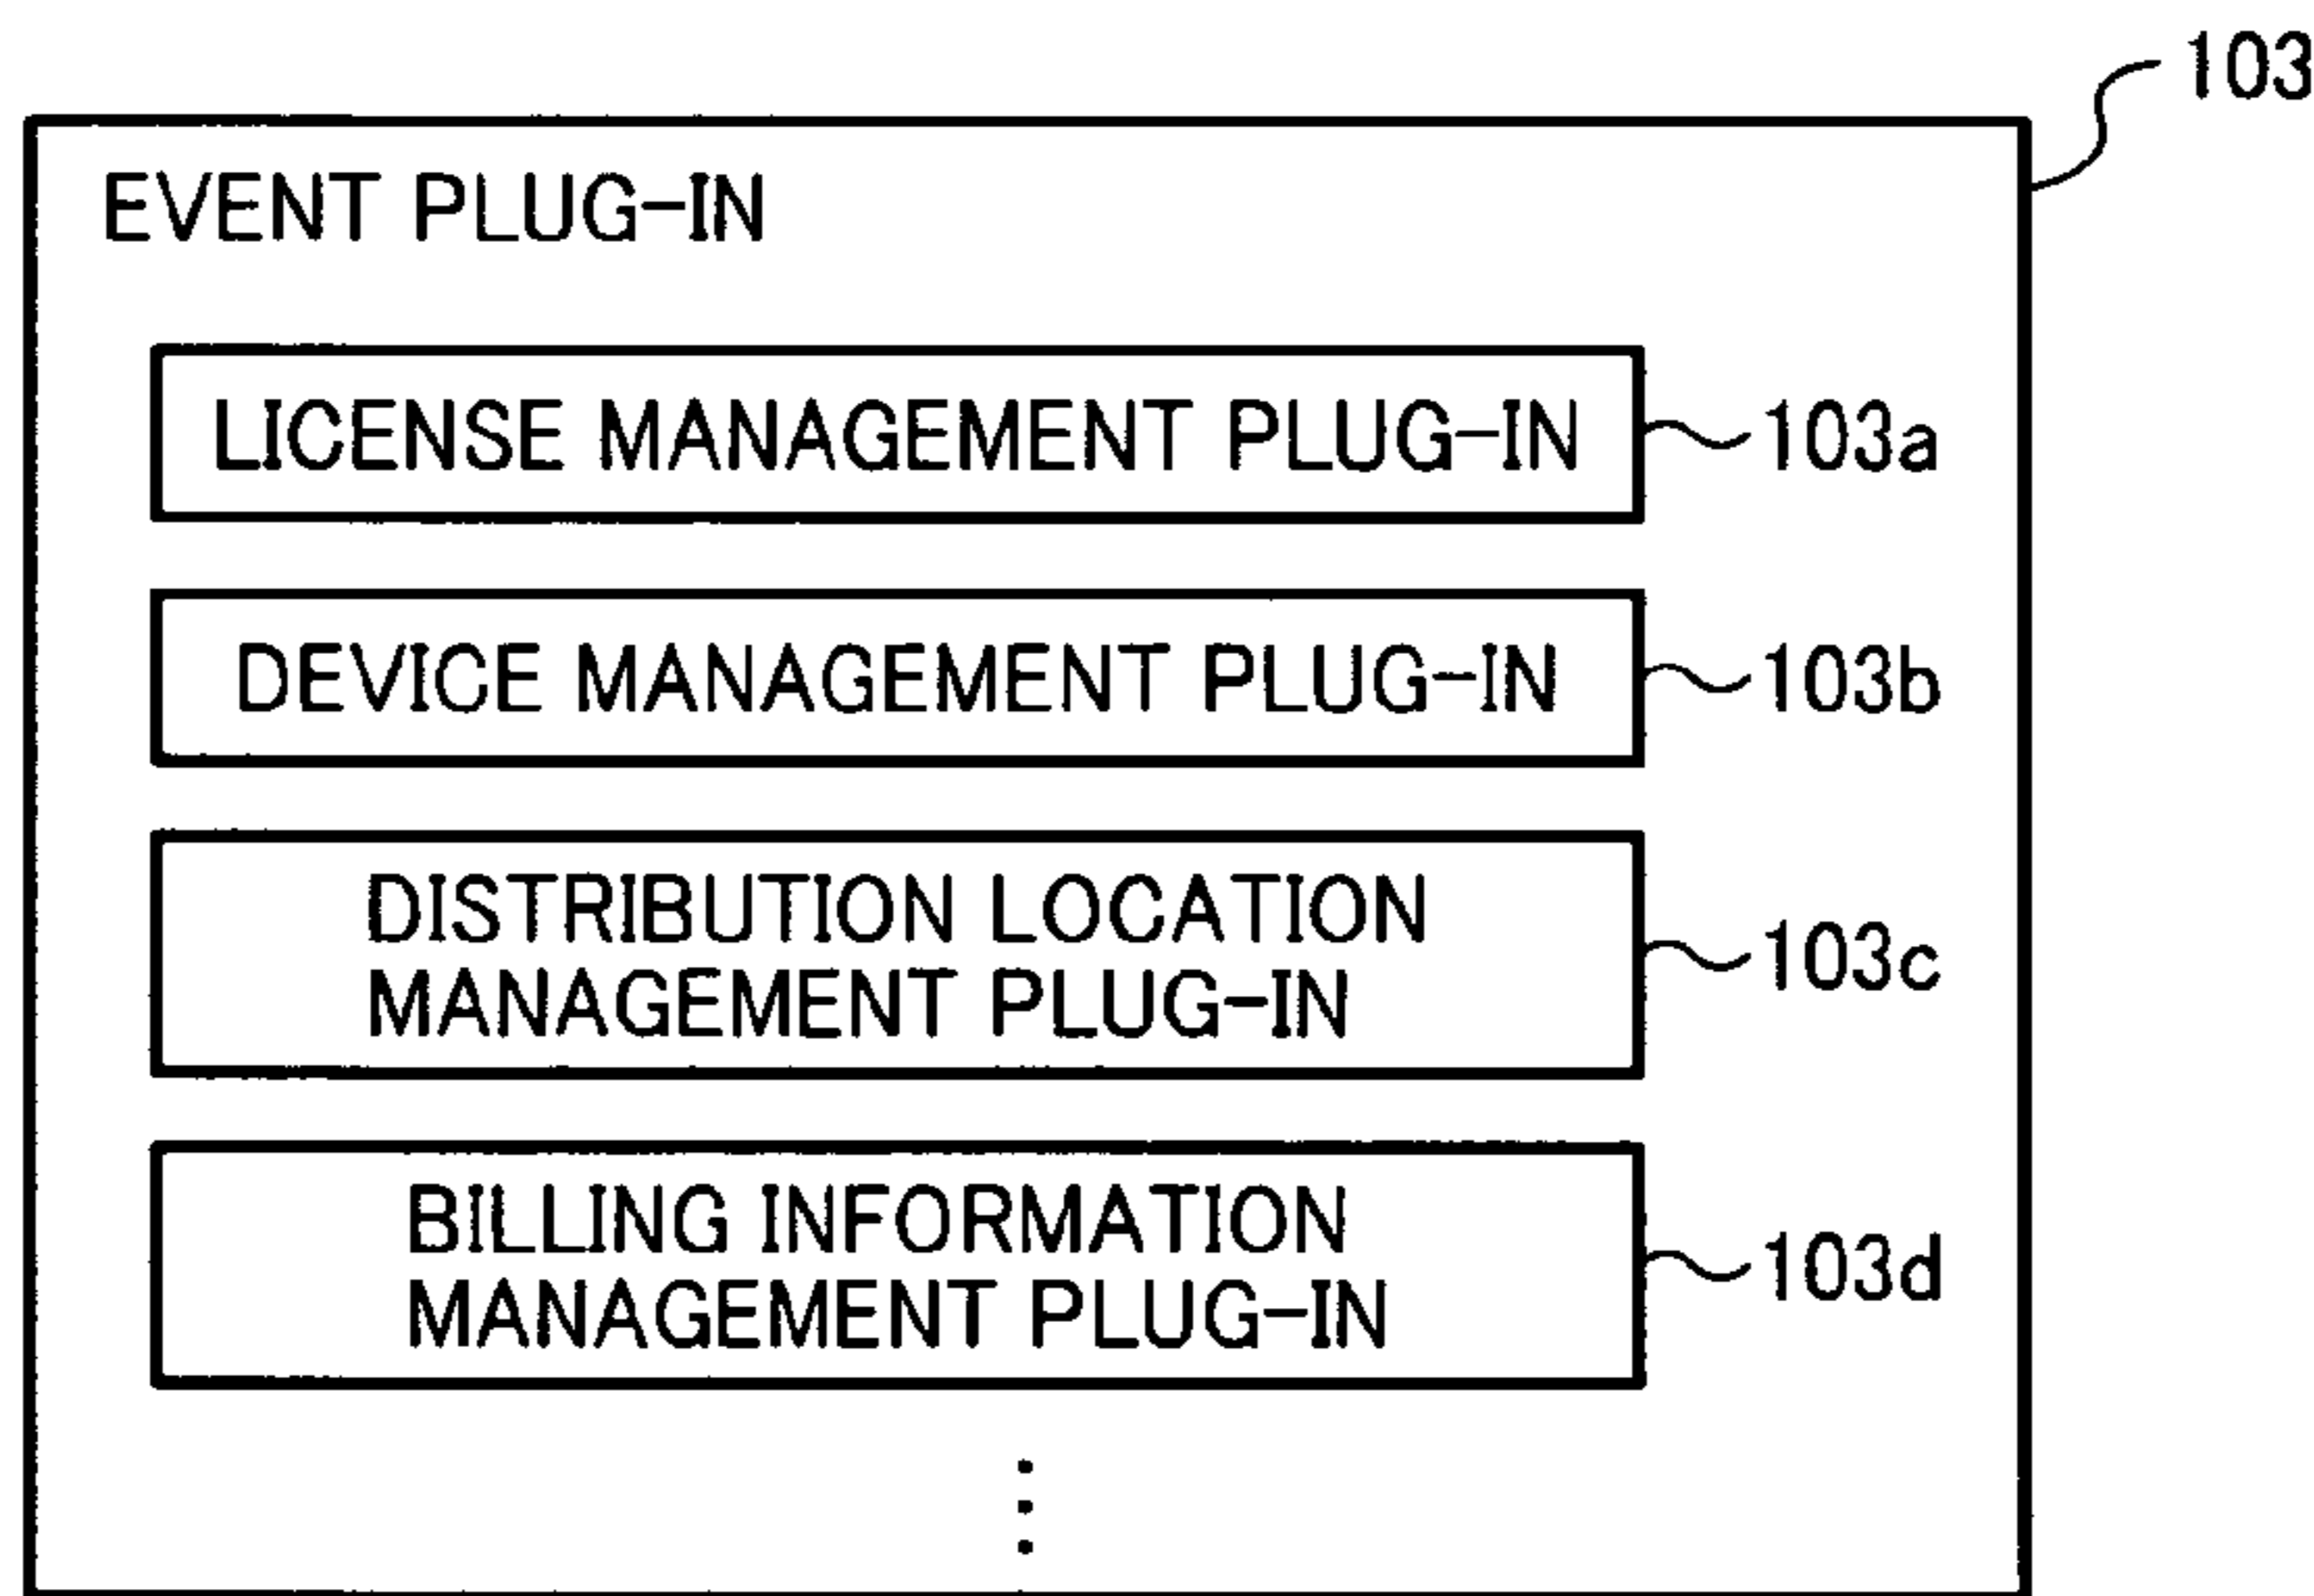 103
EVENT PLUG-IN
LICENSE MANAGEMENT PLUG-IN
103a
DEVICE MANAGEMENT PLUG-IN
103b
DISTRIBUTION LOCATION
MANAGEMENT PLUG-IN
103c
BILLING INFORMATION
MANAGEMENT PLUG-IN
103d